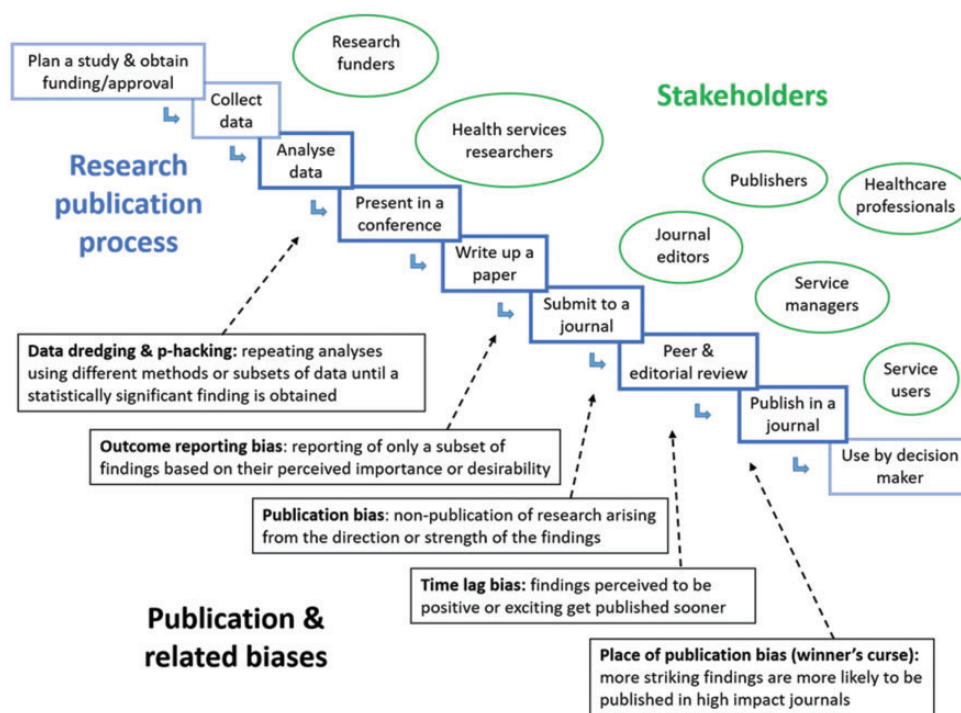 Plan a study & obtain
funding/approval
Collect
data
Analyse
data
Present in a
conference
Write up a
paper
Submit to a
journal
Peer &
editorial review
Publish in a
journal
Use by decision
maker
Research
publication
process
Research
funders
Health services
researchers
Stakeholders
Publishers
Healthcare
professionals
Journal
editors
Service
managers
Service
users
Data dredging & p-hacking: repeating analyses
using different methods or subsets of data until a
statistically significant finding is obtained
Outcome reporting bias: reporting of only a subset of
findings based on their perceived importance or desirability
Publication bias: non-publication of research arising
from the direction or strength of the findings
Time lag bias: findings perceived to be
positive or exciting get published sooner
Place of publication bias (winner's curse):
more striking findings are more likely to be
published in high impact journals
Publication &
related biases